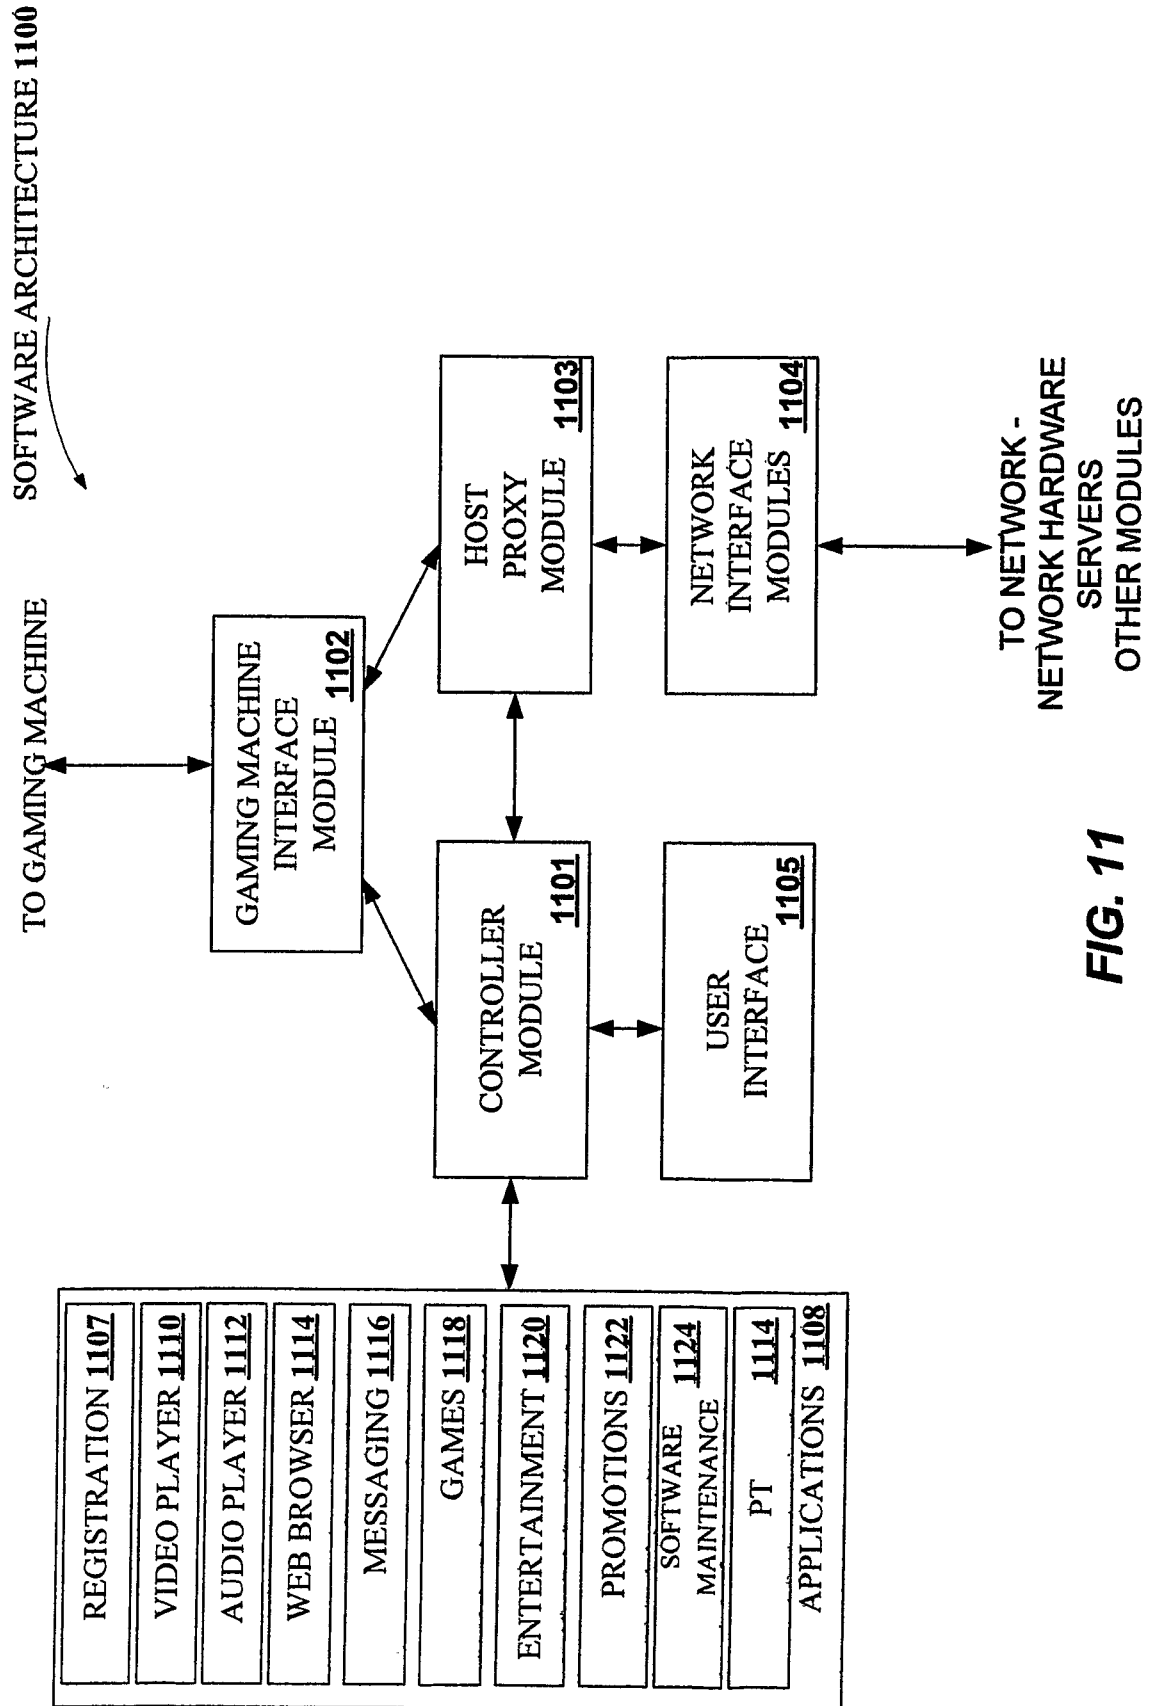 SOFTWARE ARCHITECTURE 1100
TO GAMING MACHINE
GAMING MACHINE
INTERFACE
MODULE 1102
REGISTRATION 1107
VIDEO PLAYER 1110
AUDIO PLAYER 1112
WEB BROWSER 1114
MESSAGING 1116
GAMES 1118
ENTERTAINMENT 1120
PROMOTIONS 1122
SOFTWARE 1124
MAINTENANCE
PT 1114
APPLICATIONS 1108
CONTROLLER
MODULE
1101
HOST
PROXY
MODULE
1103
USER
INTERFACE
1105
NETWORK
INTERFACE
MODULES
1104
TO NETWORK -
NETWORK HARDWARE
SERVERS
OTHER MODULES
FIG. 11